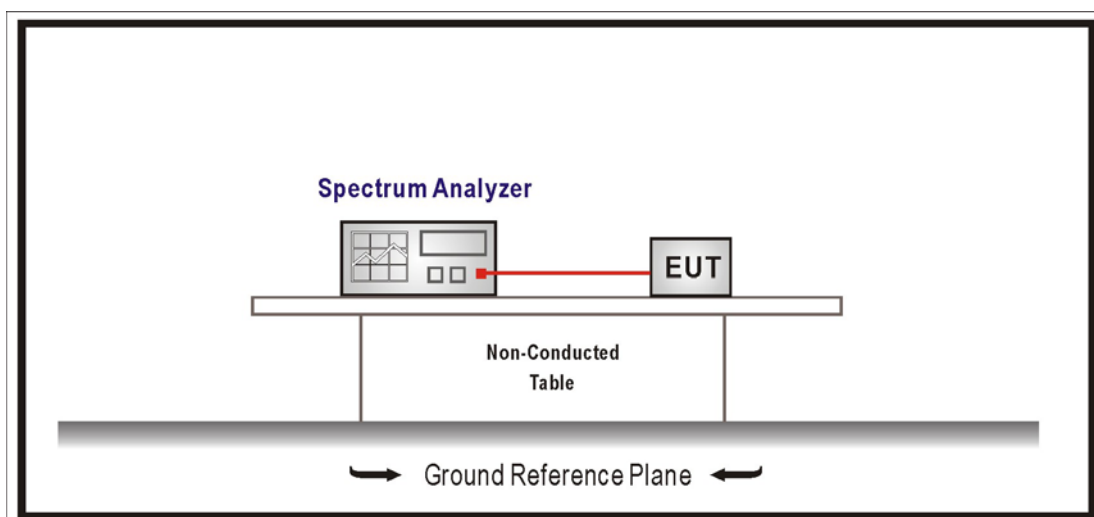 Spectrum Analyzer
EUT
Non-Conducted
Table
Ground Reference Plane